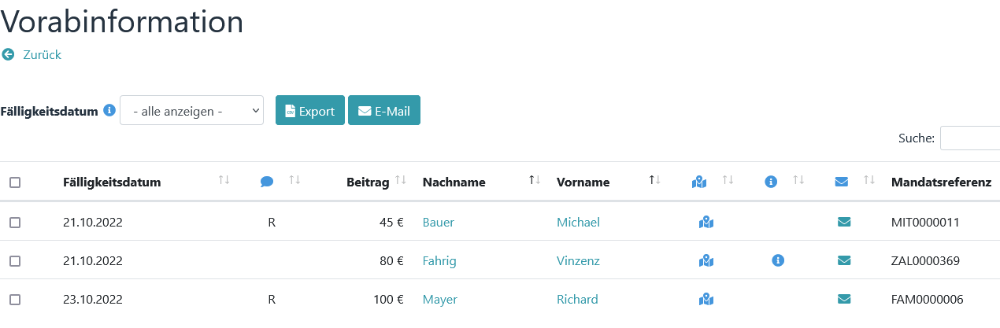 Vorabinformation
Zurück
Fälligkeitsdatum - alle anzeigen - Export E-Mail
Suche:
Fälligkeitsdatum Beitrag Nachname Vorname Mandatsreferenz
21.10.2022 R 45 € Bauer Michael MIT0000011
21.10.2022 80 € Fahrig Vinzenz ZAL0000369
23.10.2022 R 100 € Mayer Richard FAM0000006